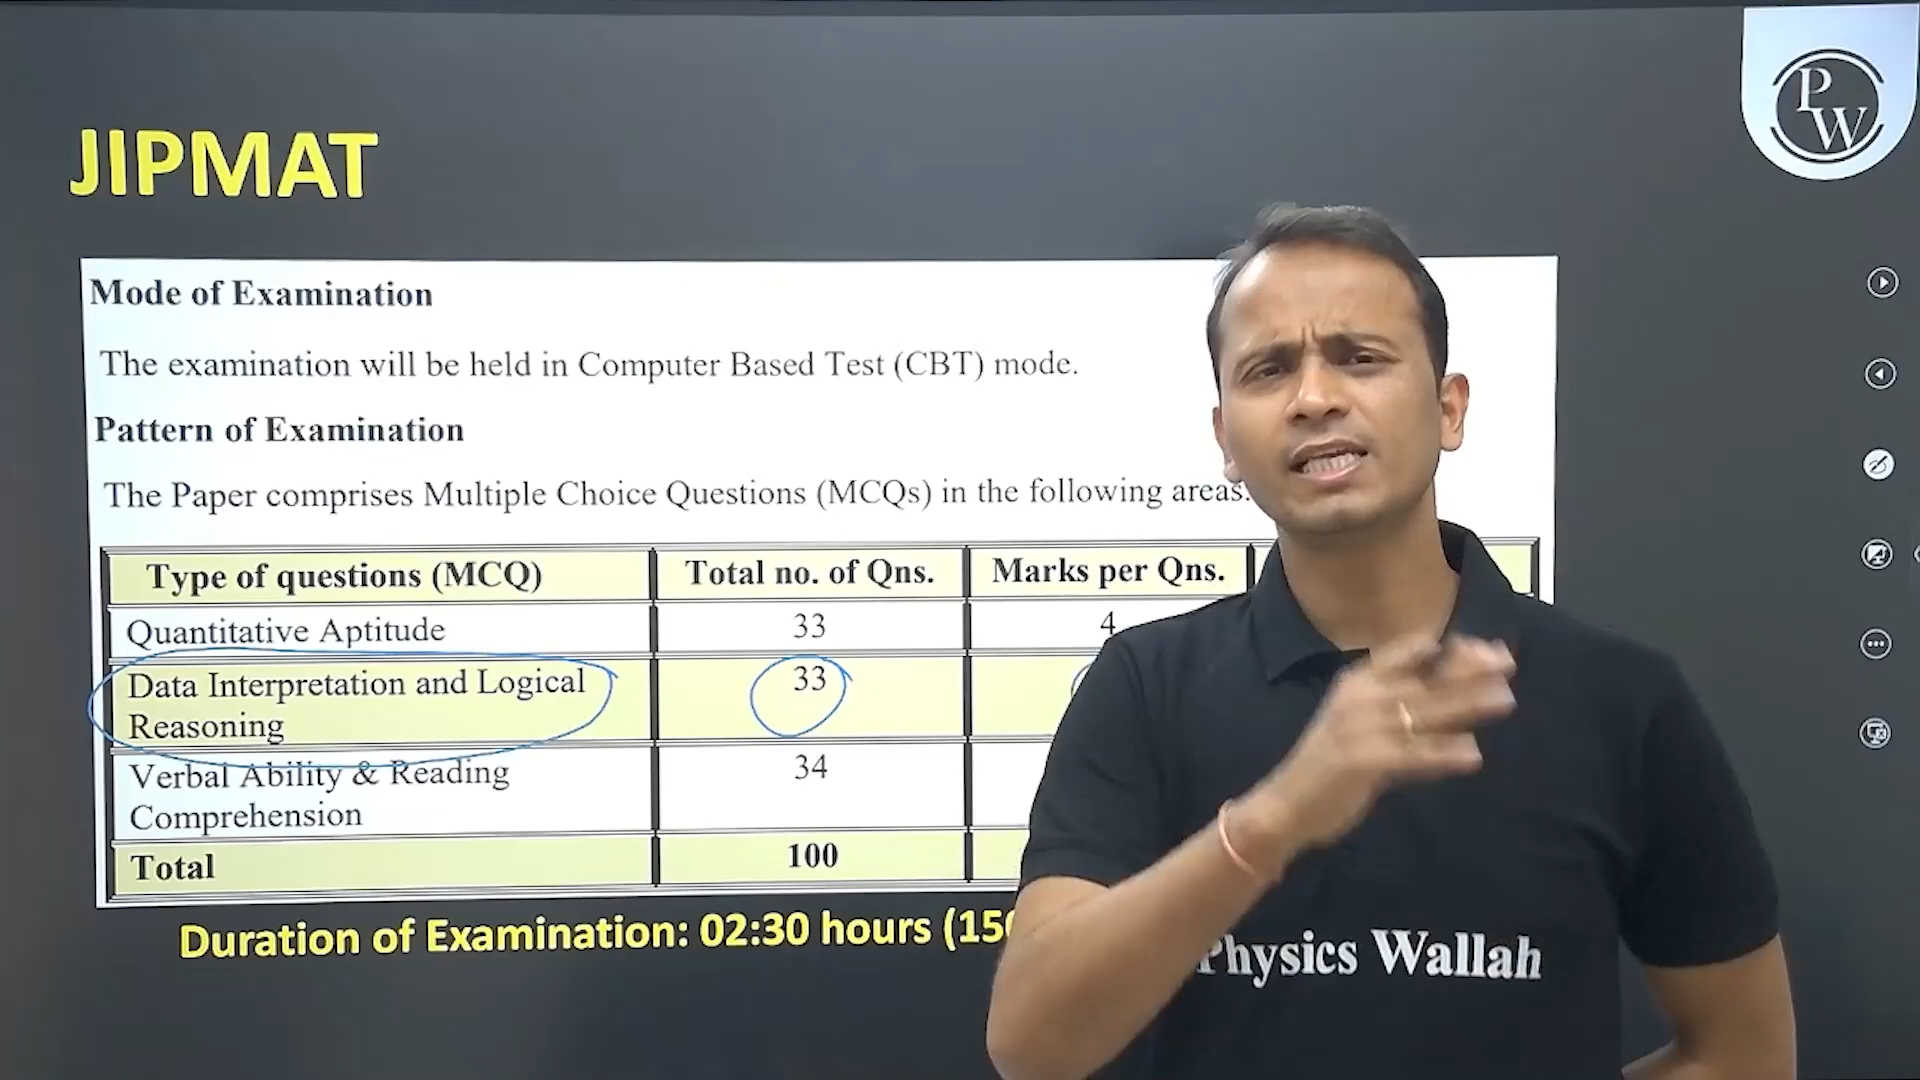 P
W
JIPMAT
Mode of Examination
The examination will be held in Computer Based Test (CBT) mode.
Pattern of Examination
The Paper comprises Multiple Choice Questions (MCQs) in the following areas.
Type of questions (MCQ) Total no. of Qns. Marks per Qns.
Quantitative Aptitude 33 4
Data Interpretation and Logical 33
Reasoning
Verbal Ability & Reading 34
Comprehension
Total 100
Duration of Examination: 02:30 hours (150
Physics Wallah